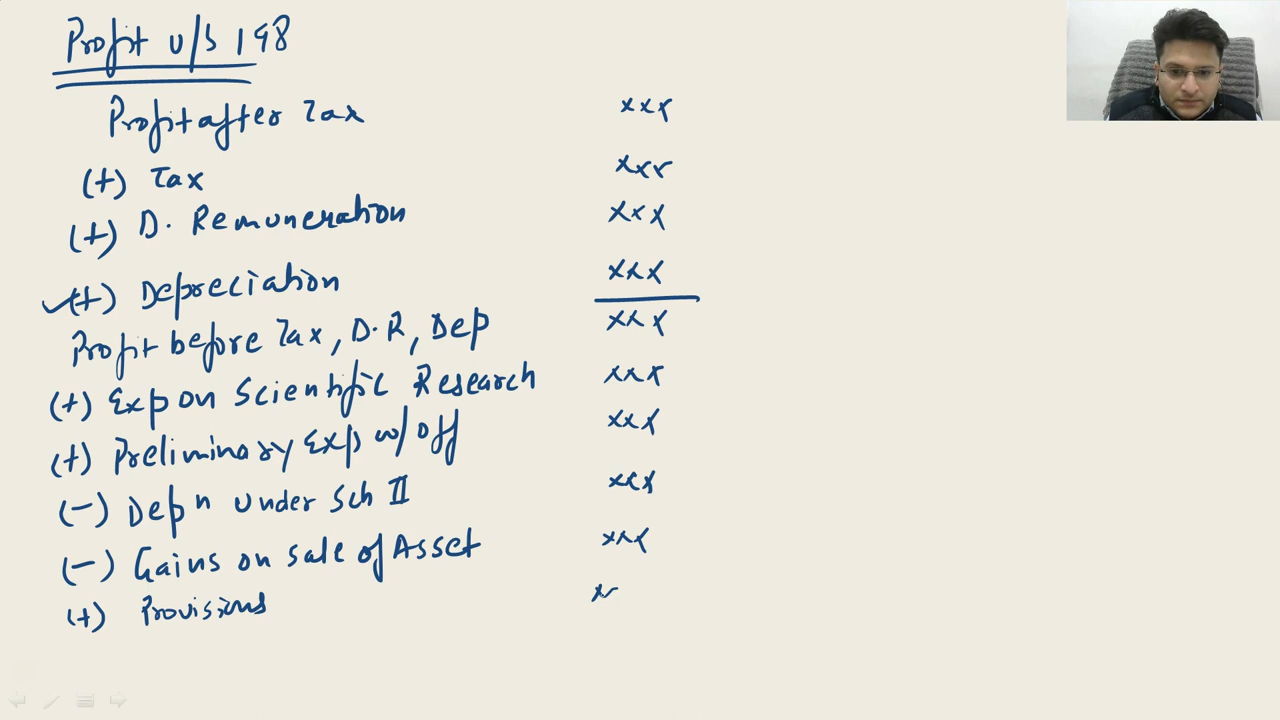 Profit u/s 198
Profit after Tax xxx
(+) Tax xxx
(+) D. Remuneration xxx
✓(+) Depreciation xxx
Profit before Tax, D.R, Dep xxx
(+) Exp on Scientific Research xxx
(+) Preliminary Exp w/off xxx
(-) Depn under Sch II xxx
(-) Gains on Sale of Asset xxx
(+) Provisions x